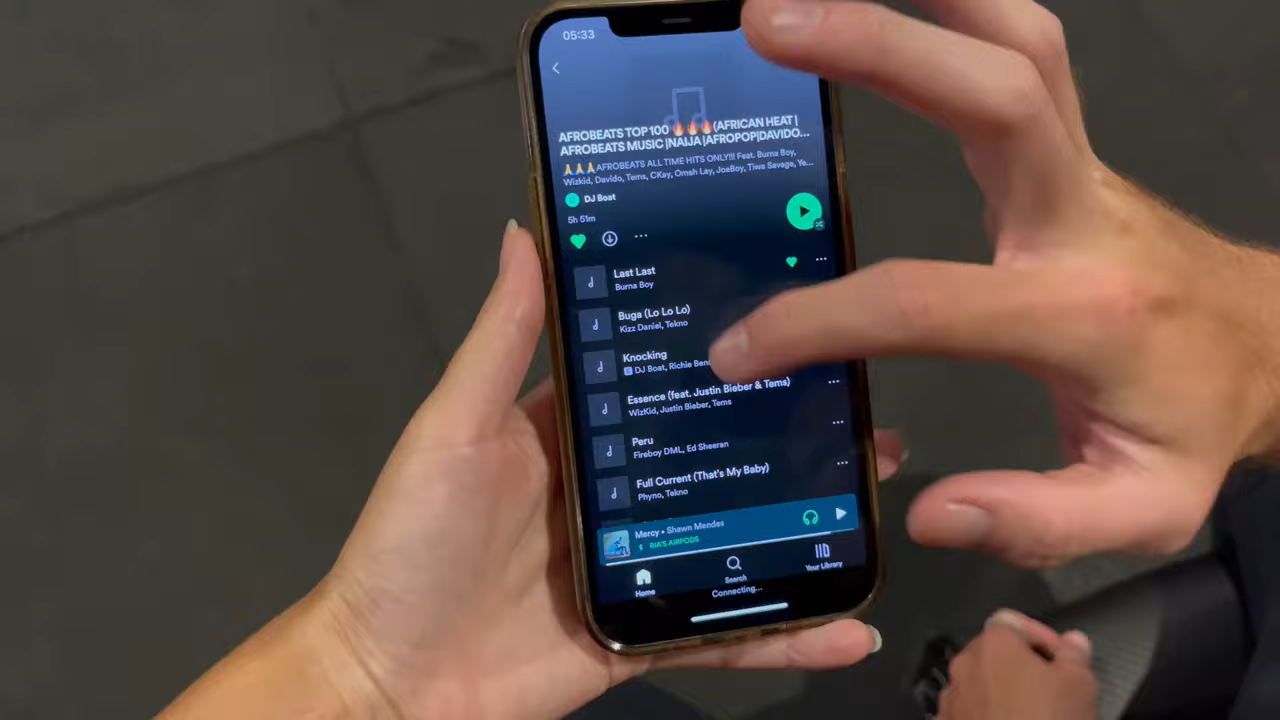 05:33
AFROBEATS TOP 100 🔥🔥🔥 (AFRICAN HEAT |
AFROBEATS MUSIC |NAIJA |AFROPOP|DAVIDO...
🙏🙏🙏AFROBEATS ALL TIME HITS ONLY!!! Feat. Burna Boy,
Wizkid, Davido, Tems, CKay, Omah Lay, JoeBoy, Tiwa Savage, Ye...
DJ Boat
5h 51m
Last Last
Burna Boy
Buga (Lo Lo Lo)
Kizz Daniel, Tekno
Knocking
E DJ Boat, Richie
Essence (feat. Justin Bieber & Tems)
WizKid, Justin Bieber, Tems
Peru
Fireboy DML, Ed Sheeran
Full Current (That's My Baby)
Phyno, Tekno
Mercy • Shawn Mendes
RIA'S AIRPODS
Home
Search
Your Library
Connecting...